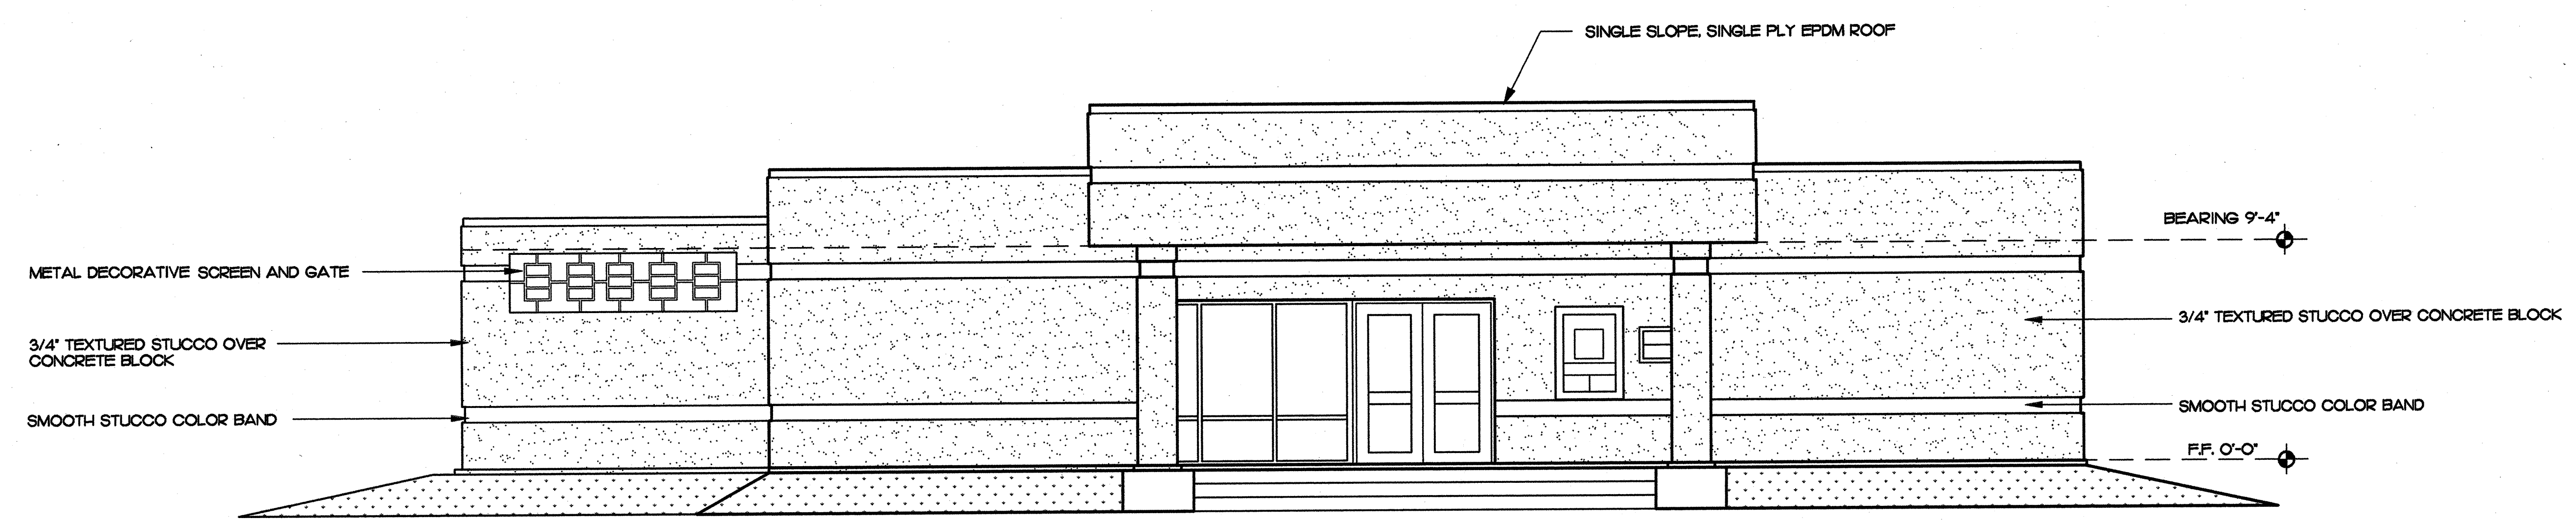 SINGLE SLOPE, SINGLE PLY EPDM ROOF
BEARING 9'-4"
METAL DECORATIVE SCREEN AND GATE
3/4" TEXTURED STUCCO OVER
CONCRETE BLOCK
3/4" TEXTURED STUCCO OVER CONCRETE BLOCK
SMOOTH STUCCO COLOR BAND
SMOOTH STUCCO COLOR BAND
F.F. 0'-0"